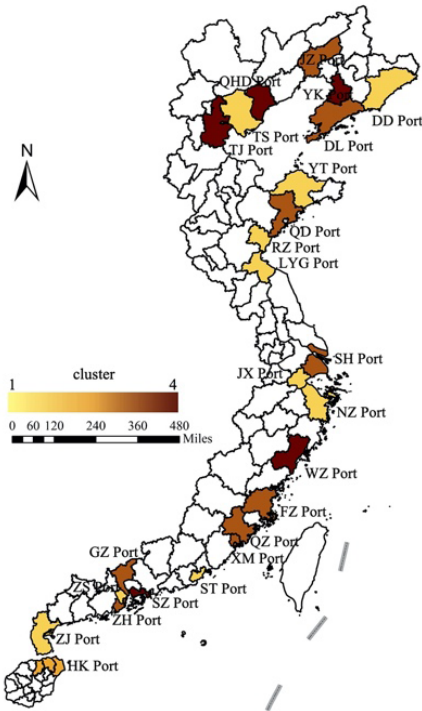 JZ Port
QHD Port
YK
DD Port
TS Port
TJ Port
DL Port
N
YT Port
QD Port
RZ Port
LYG Port
SH Port
cluster
JX Port
1
4
NZ Port
0 60 120 240 360 480
Miles
WZ Port
FZ Port
QZ Port
GZ Port
XM Port
ZS Port
ST Port
SZ Port
ZH Port
ZJ Port
HK Port